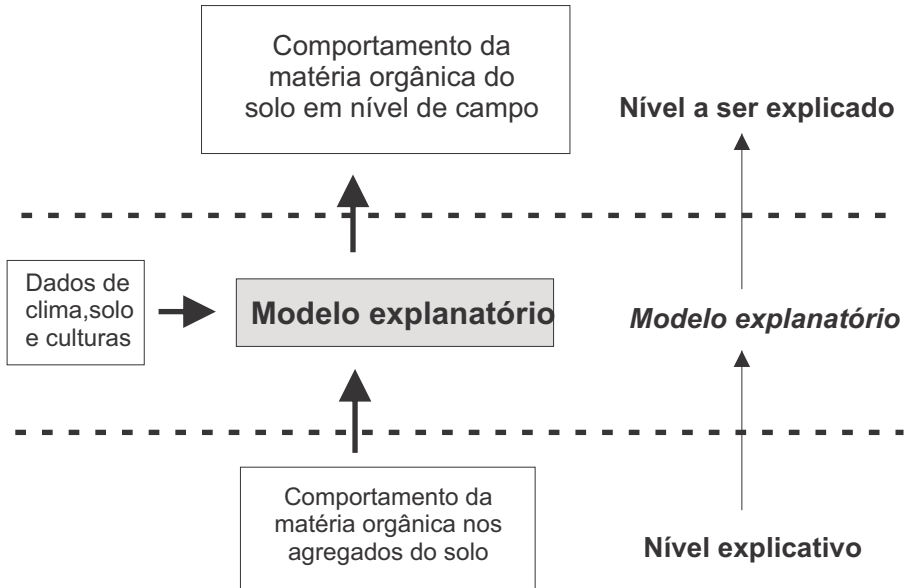 Comportamento da
matéria orgânica do
solo em nível de campo
Nível a ser explicado
Dados de
clima,solo
e culturas
Modelo explanatório
Modelo explanatório
Comportamento da
matéria orgânica nos
agregados do solo
Nível explicativo